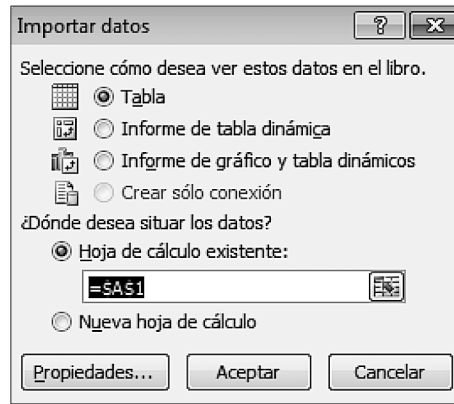 Importar datos
Seleccione cómo desea ver estos datos en el libro.
Tabla
Informe de tabla dinámica
Informe de gráfico y tabla dinámicos
Crear sólo conexión
¿Dónde desea situar los datos?
Hoja de cálculo existente:
=$A$1
Nueva hoja de cálculo
Propiedades... Aceptar Cancelar